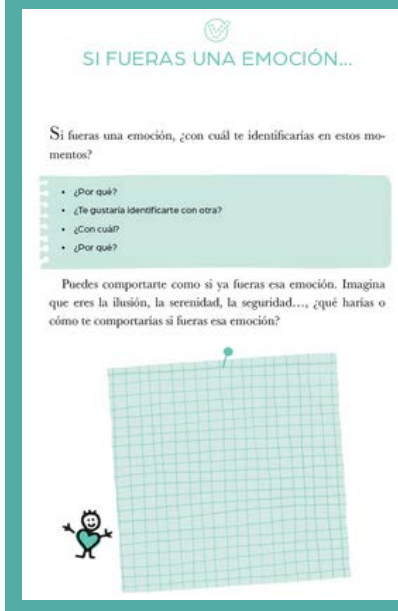 SI FUERAS UNA EMOCIÓN...
Si fueras una emoción, ¿con cuál te identificarías en estos mo-
mentos?
• ¿Por qué?
• ¿Te gustaría identificarte con otra?
• ¿Con cuál?
• ¿Por qué?
Puedes comportarte como si ya fueras esa emoción. Imagina
que eres la ilusión, la serenidad, la seguridad..., ¿qué harías o
cómo te comportarías si fueras esa emoción?